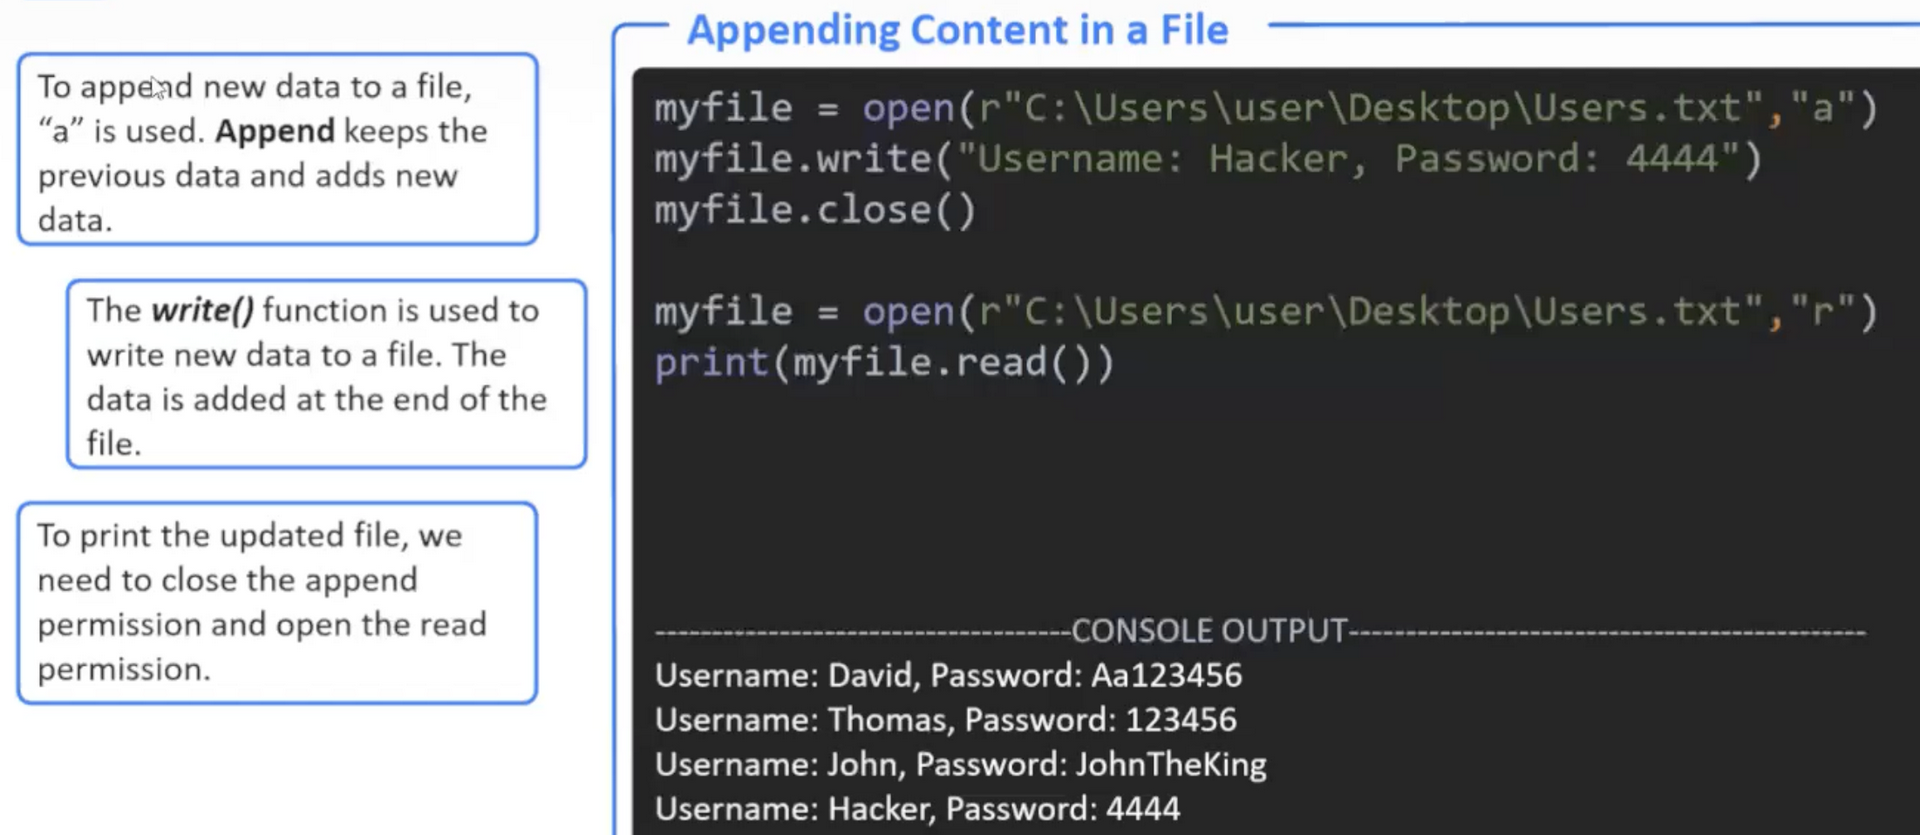 Appending Content in a File
To append new data to a file,
“a” is used. Append keeps the
previous data and adds new
data.
The write() function is used to
write new data to a file. The
data is added at the end of the
file.
To print the updated file, we
need to close the append
permission and open the read
permission.
myfile = open(r"C:\Users\user\Desktop\Users.txt","a")
myfile.write("Username: Hacker, Password: 4444")
myfile.close()
myfile = open(r"C:\Users\user\Desktop\Users.txt","r")
print(myfile.read())
------------------------------------CONSOLE OUTPUT---------------------------------------------
Username: David, Password: Aa123456
Username: Thomas, Password: 123456
Username: John, Password: JohnTheKing
Username: Hacker, Password: 4444